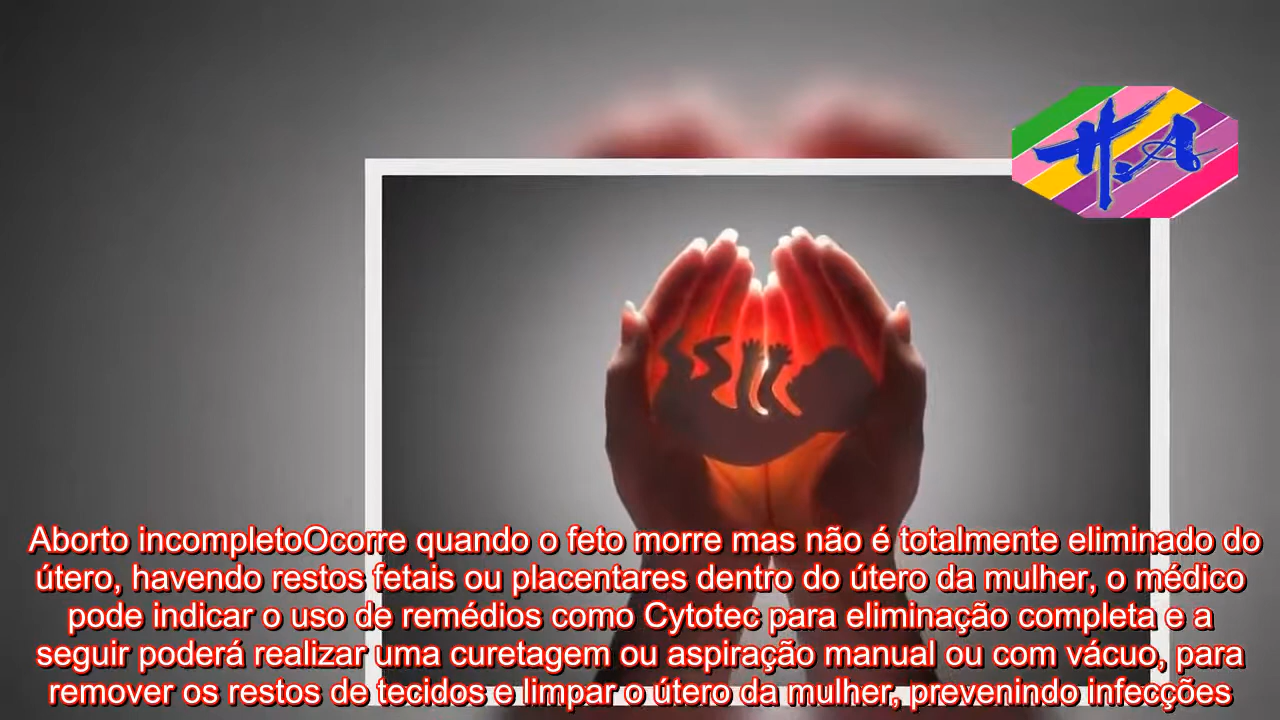 H.A
Aborto incompletoOcorre quando o feto morre mas não é totalmente eliminado do
útero, havendo restos fetais ou placentares dentro do útero da mulher, o médico
pode indicar o uso de remédios como Cytotec para eliminação completa e a
seguir poderá realizar uma curetagem ou aspiração manual ou com vácuo, para
remover os restos de tecidos e limpar o útero da mulher, prevenindo infecções